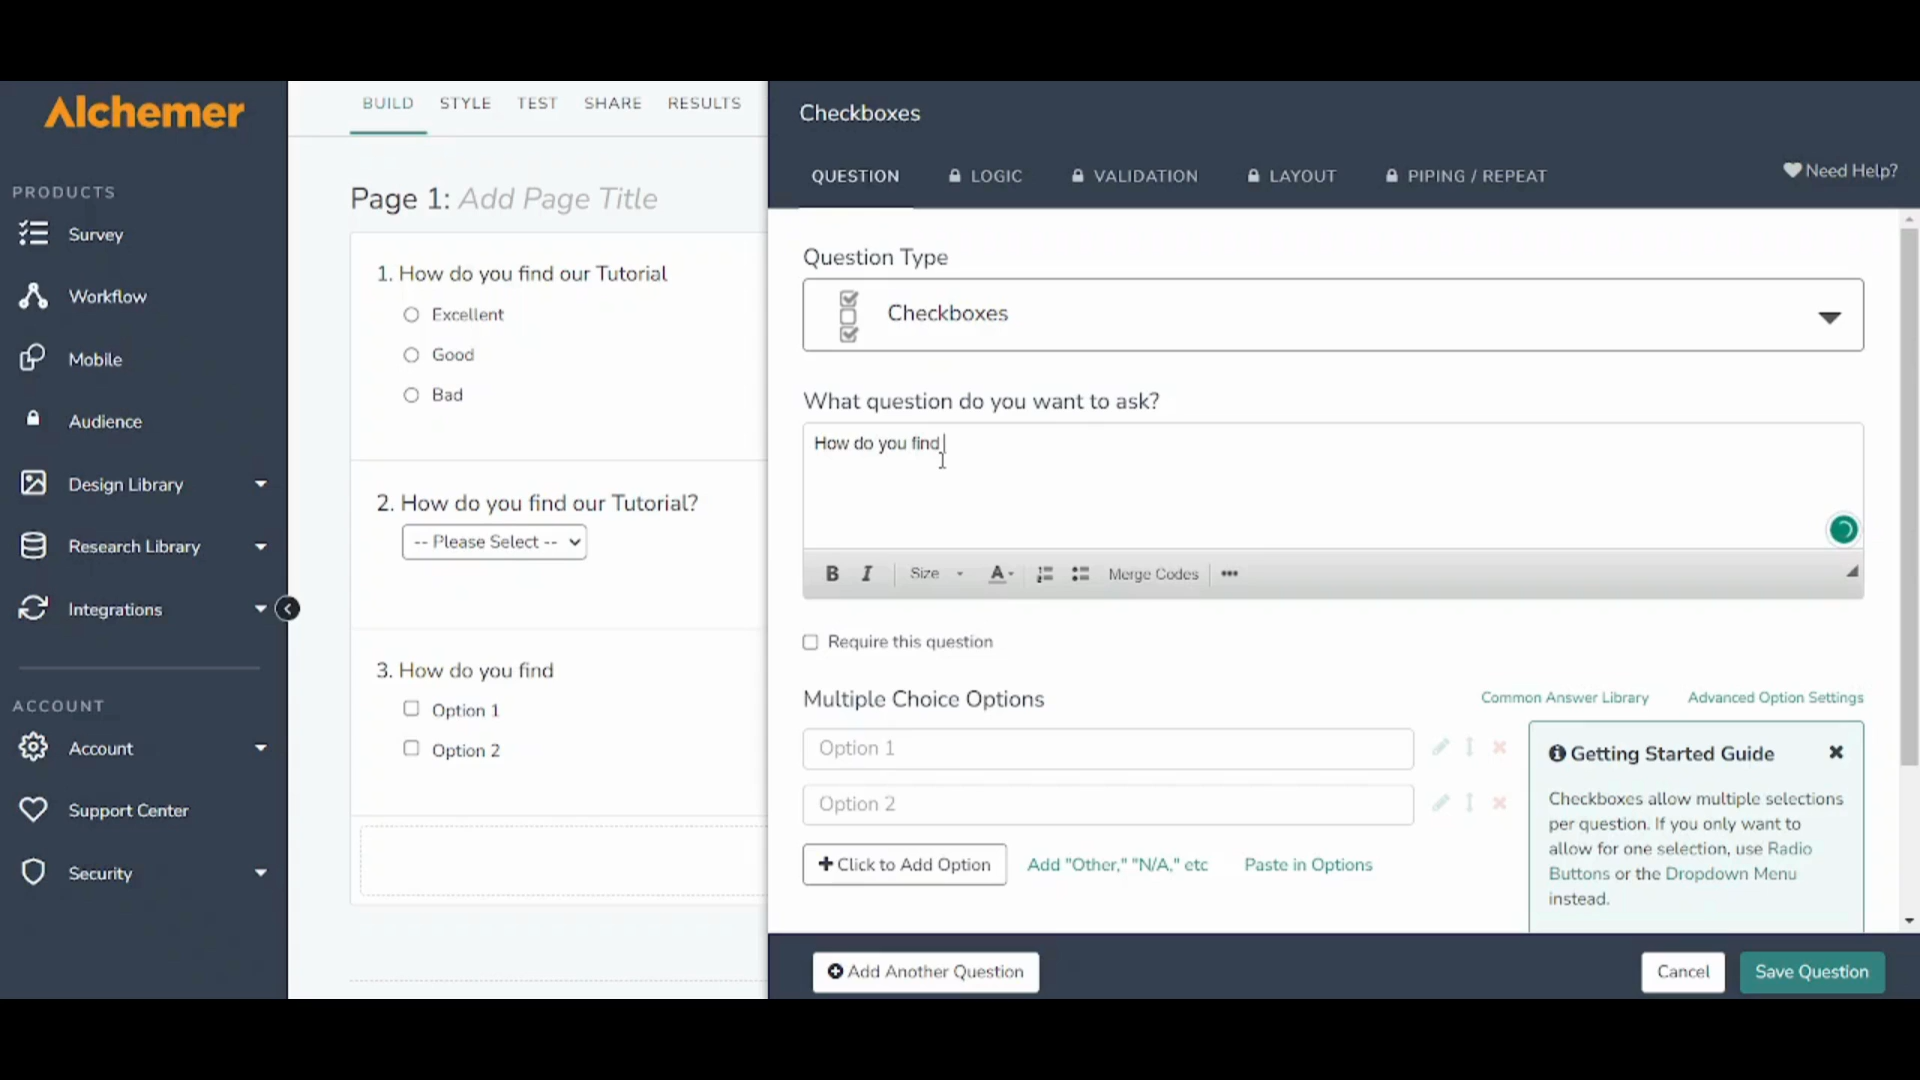 Alchemer
PRODUCTS
Survey
Workflow
Mobile
Audience
Design Library
Research Library
Integrations
ACCOUNT
Account
Support Center
Security
BUILD STYLE TEST SHARE RESULTS
Page 1: Add Page Title
1. How do you find our Tutorial
Excellent
Good
Bad
2. How do you find our Tutorial?
-- Please Select --
3. How do you find
Option 1
Option 2
Checkboxes
QUESTION LOGIC VALIDATION LAYOUT PIPING / REPEAT
Need Help?
Question Type
Checkboxes
What question do you want to ask?
How do you find
B I Size A Merge Codes
Require this question
Multiple Choice Options
Common Answer Library Advanced Option Settings
Option 1
Option 2
Click to Add Option Add "Other," "N/A," etc Paste in Options
Getting Started Guide
Checkboxes allow multiple selections
per question. If you only want to
allow for one selection, use Radio
Buttons or the Dropdown Menu
instead.
Add Another Question
Cancel Save Question